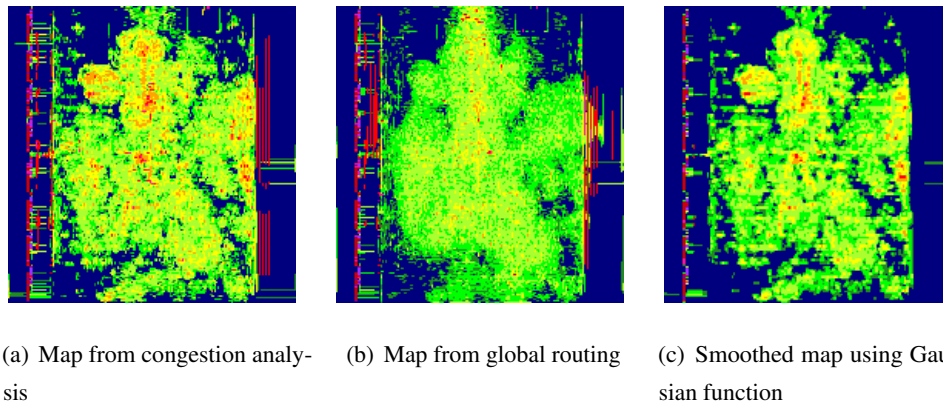 (a) Map from congestion analy-
sis
(b) Map from global routing
(c) Smoothed map using Gau
sian function